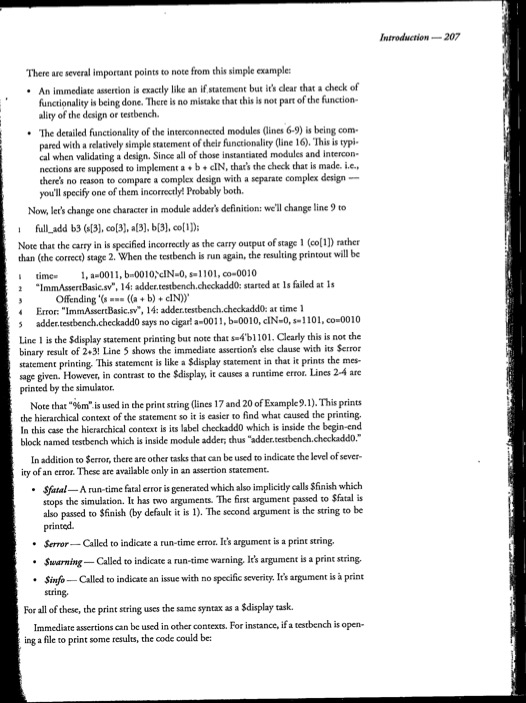 Introduction — 207
There are several important points to note from this simple example:
• An immediate assertion is exactly like an if statement but it's clear that a check of
functionality is being done. There is no mistake that this is not part of the function-
ality of the design or testbench.
• The detailed functionality of the interconnected modules (lines 6-9) is being com-
pared with a relatively simple statement of their functionality (line 16). This is typi-
cal when validating a design. Since all of those instantiated modules and intercon-
nections are supposed to implement a + b + cIN, that's the check that is made. i.e.,
there's no reason to compare a complex design with a separate complex design —
you'll specify one of them incorrectly! Probably both.
Now, let's change one character in module adder's definition: we'll change line 9 to
1 full_add b3 (s[3], co[3], a[3], b[3], co[1]);
Note that the carry in is specified incorrectly as the carry output of stage 1 (co[1]) rather
than (the correct) stage 2. When the testbench is run again, the resulting printout will be
1 time= 1, a=0011, b=0010, cIN=0, s=1101, co=0010
2 "ImmAssertBasic.sv", 14: adder.testbench.checkadd0: started at 1s failed at 1s
3 Offending '(s === ((a + b) + cIN))'
4 Error: "ImmAssertBasic.sv", 14: adder.testbench.checkadd0: at time 1
5 adder.testbench.checkadd0 says no cigar! a=0011, b=0010, cIN=0, s=1101, co=0010
Line 1 is the $display statement printing but note that s=4'b1101. Clearly this is not the
binary result of 2+3! Line 5 shows the immediate assertion's else clause with its $error
statement printing. This statement is like a $display statement in that it prints the mes-
sage given. However, in contrast to the $display, it causes a runtime error. Lines 2-4 are
printed by the simulator.
Note that "%m" is used in the print string (lines 17 and 20 of Example 9.1). This prints
the hierarchical context of the statement so it is easier to find what caused the printing.
In this case the hierarchical context is its label checkadd0 which is inside the begin-end
block named testbench which is inside module adder; thus "adder.testbench.checkadd0."
In addition to $error, there are other tasks that can be used to indicate the level of sever-
ity of an error. These are available only in an assertion statement.
• $fatal — A run-time fatal error is generated which also implicitly calls $finish which
stops the simulation. It has two arguments. The first argument passed to $fatal is
also passed to $finish (by default it is 1). The second argument is the string to be
printed.
• $error — Called to indicate a run-time error. It's argument is a print string.
• $warning — Called to indicate a run-time warning. It's argument is a print string.
• $info — Called to indicate an issue with no specific severity. It's argument is a print
string.
For all of these, the print string uses the same syntax as a $display task.
Immediate assertions can be used in other contexts. For instance, if a testbench is open-
ing a file to print some results, the code could be: